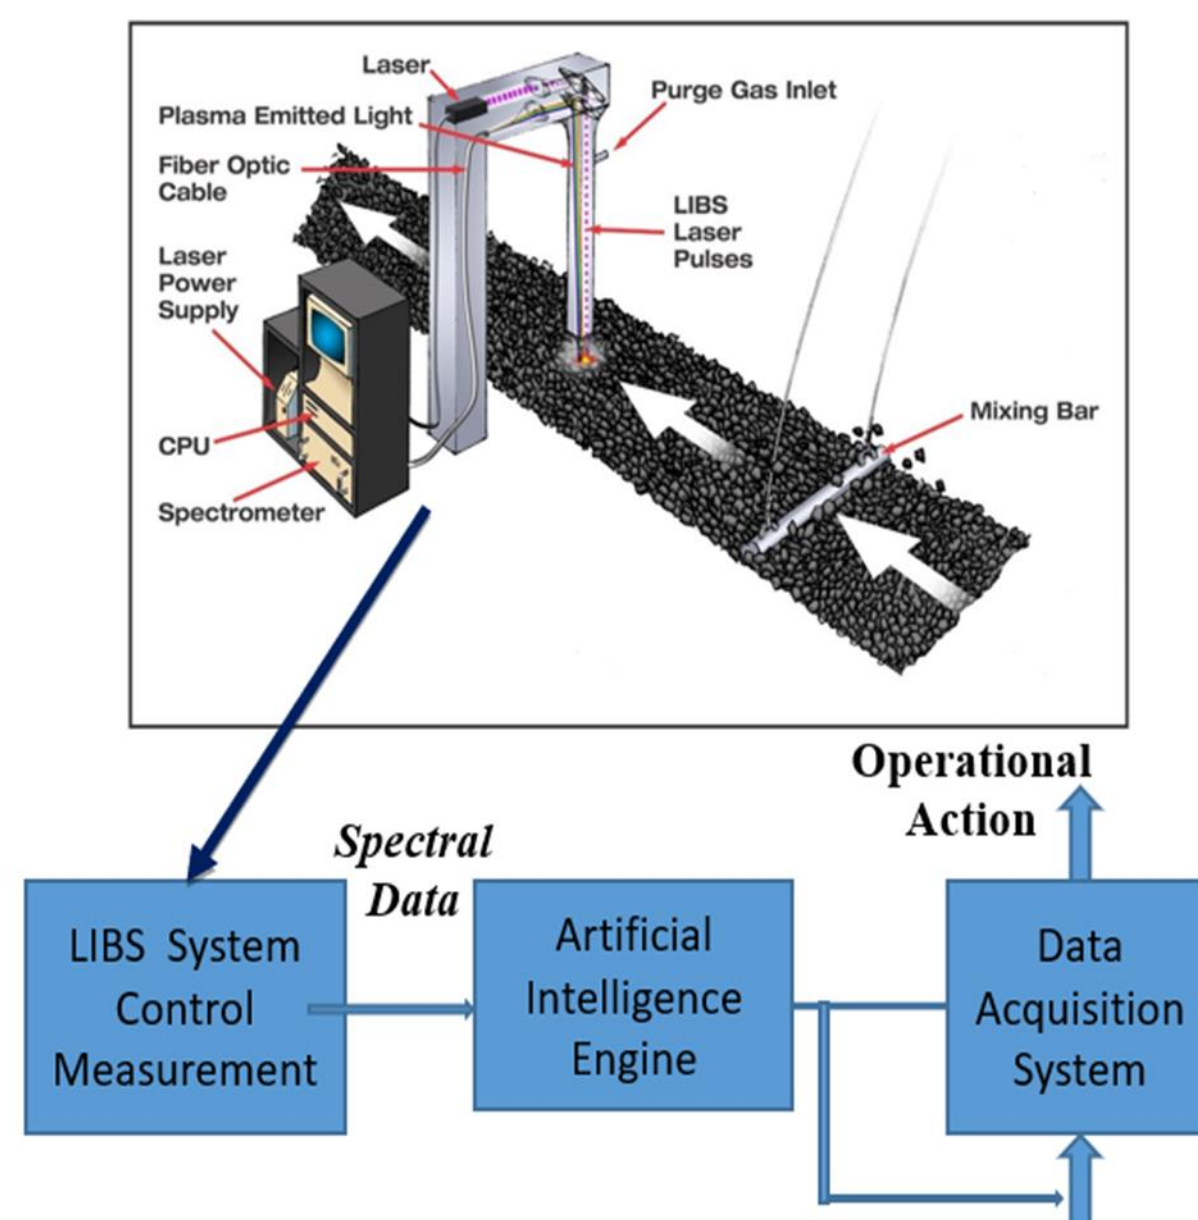 Laser
Plasma Emitted Light
Fiber Optic
Cable
Laser
Power
Supply
CPU
Spectrometer
Purge Gas Inlet
LIBS
Laser
Pulses
Mixing Bar
Operational
Action
Spectral
Data
LIBS System
Control
Measurement
Artificial
Intelligence
Engine
Data
Acquisition
System